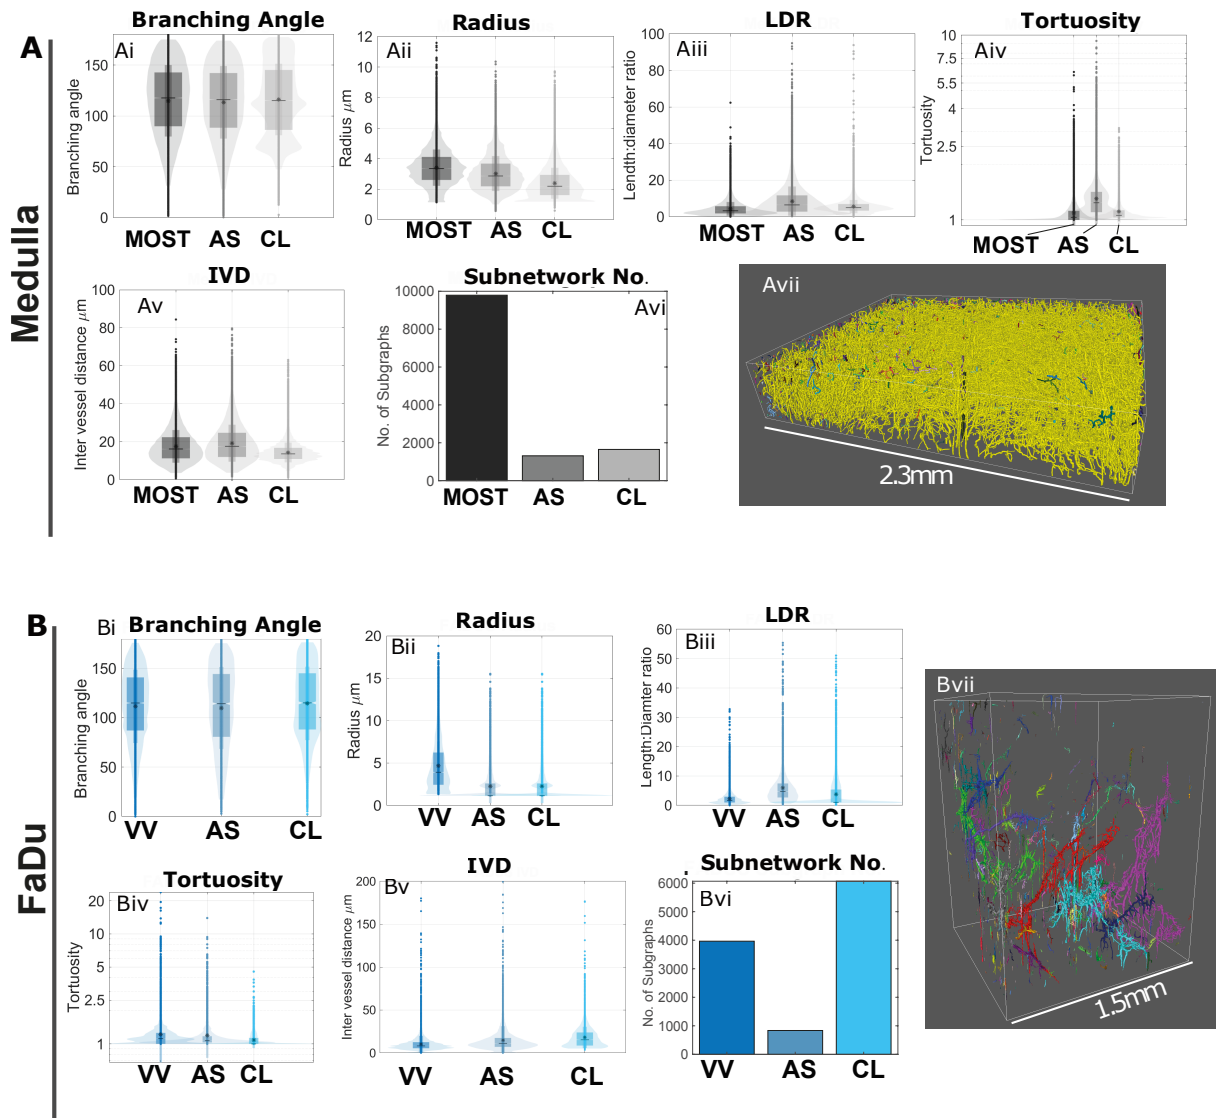 A
Medulla
Branching Angle
Ai
Branching angle
150
100
50
0
MOST AS CL
Radius
Aii
Radius μm
12
10
8
6
4
2
0
MOST AS CL
LDR
Aiii
Length:diameter ratio
100
80
60
40
20
0
MOST AS CL
Tortuosity
Aiv
Tortuosity
10
7.5
5
4
2.5
1
MOST AS CL
IVD
Av
Inter vessel distance μm
100
80
60
40
20
0
MOST AS CL
Subnetwork No.
Avi
No. of Subgraphs
10000
8000
6000
4000
2000
0
MOST AS CL
Avii
2.3mm
B
FaDu
Branching Angle
Bi
Branching angle
150
100
50
0
VV AS CL
Radius
Bii
Radius μm
20
15
10
5
0
VV AS CL
LDR
Biii
Length:Diamter ratio
60
50
40
30
20
10
0
VV AS CL
Tortuosity
Biv
Tortuosity
20
10
5
2.5
1
VV AS CL
IVD
Bv
Inter vessel distance μm
200
150
100
50
0
VV AS CL
Subnetwork No.
Bvi
No. of Subgraphs
6000
5000
4000
3000
2000
1000
0
VV AS CL
Bvii
1.5mm